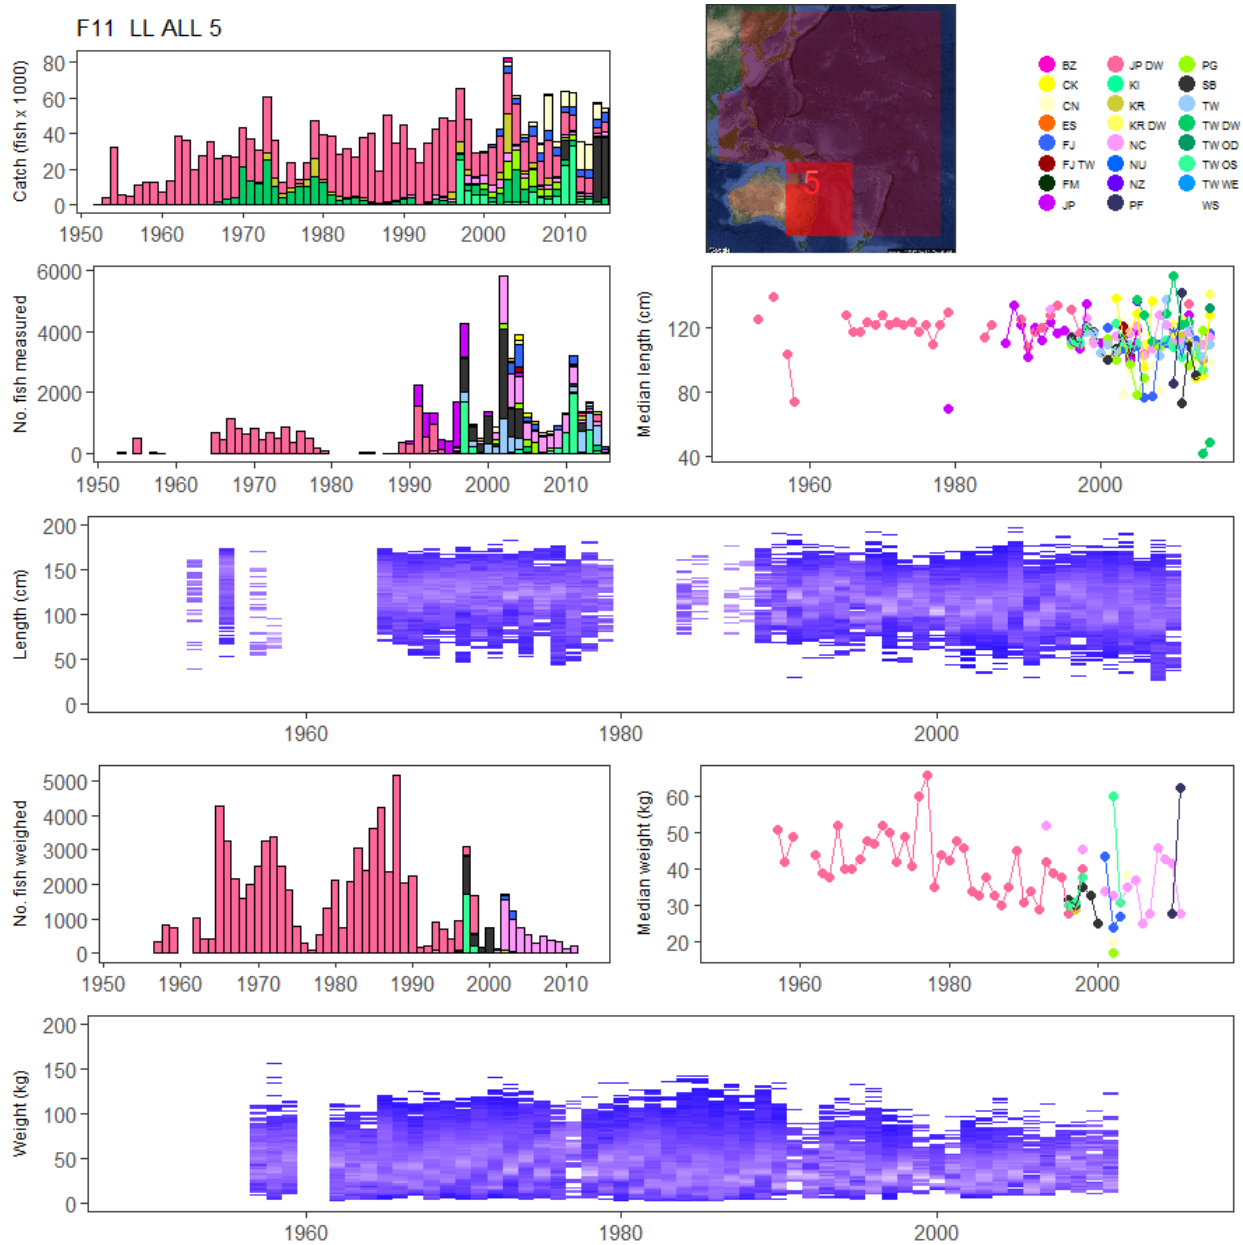 F11 LL ALL 5
Catch (fish x 1000)
80
60
40
20
0
1950 1960 1970 1980 1990 2000 2010
5
BZ JP DW PG
CK KI SB
CN KR TW
ES KR DW TW DW
FJ NC TW OD
FJ TW NU TW OS
FM NZ TW WE
JP PF WS
No. fish measured
6000
4000
2000
0
1950 1960 1970 1980 1990 2000 2010
Median length (cm)
120
80
40
1960 1980 2000
Length (cm)
200
150
100
50
0
1960 1980 2000
No. fish weighed
5000
4000
3000
2000
1000
0
1950 1960 1970 1980 1990 2000 2010
Median weight (kg)
60
50
40
30
20
1960 1980 2000
Weight (kg)
200
150
100
50
0
1960 1980 2000